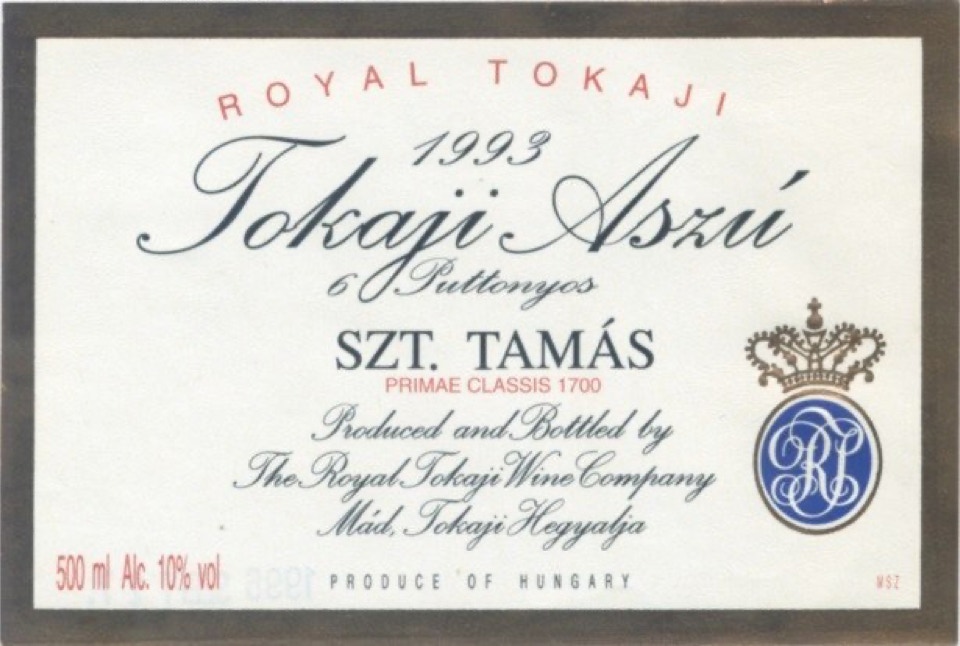 ROYAL TOKAJI
1993
Tokaji Aszú
6 Puttonyos
SZT. TAMÁS
PRIMAE CLASSIS 1700
Produced and Bottled by
The Royal Tokaji Wine Company
Mád, Tokaji Hegyalja
500 ml Alc. 10% vol
PRODUCE OF HUNGARY
MSZ